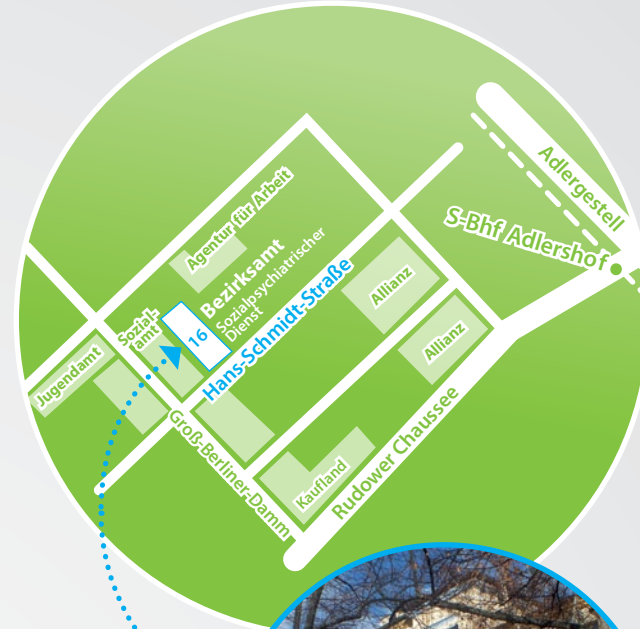 Adlergestell
S-Bhf Adlershof
Agentur für Arbeit
Bezirksamt
Sozialpsychiatrischer
Dienst
16
Sozial-
amt
Jugendamt
Hans-Schmidt-Straße
Allianz
Allianz
Groß-Berliner-Damm
Kaufland
Rudower Chaussee